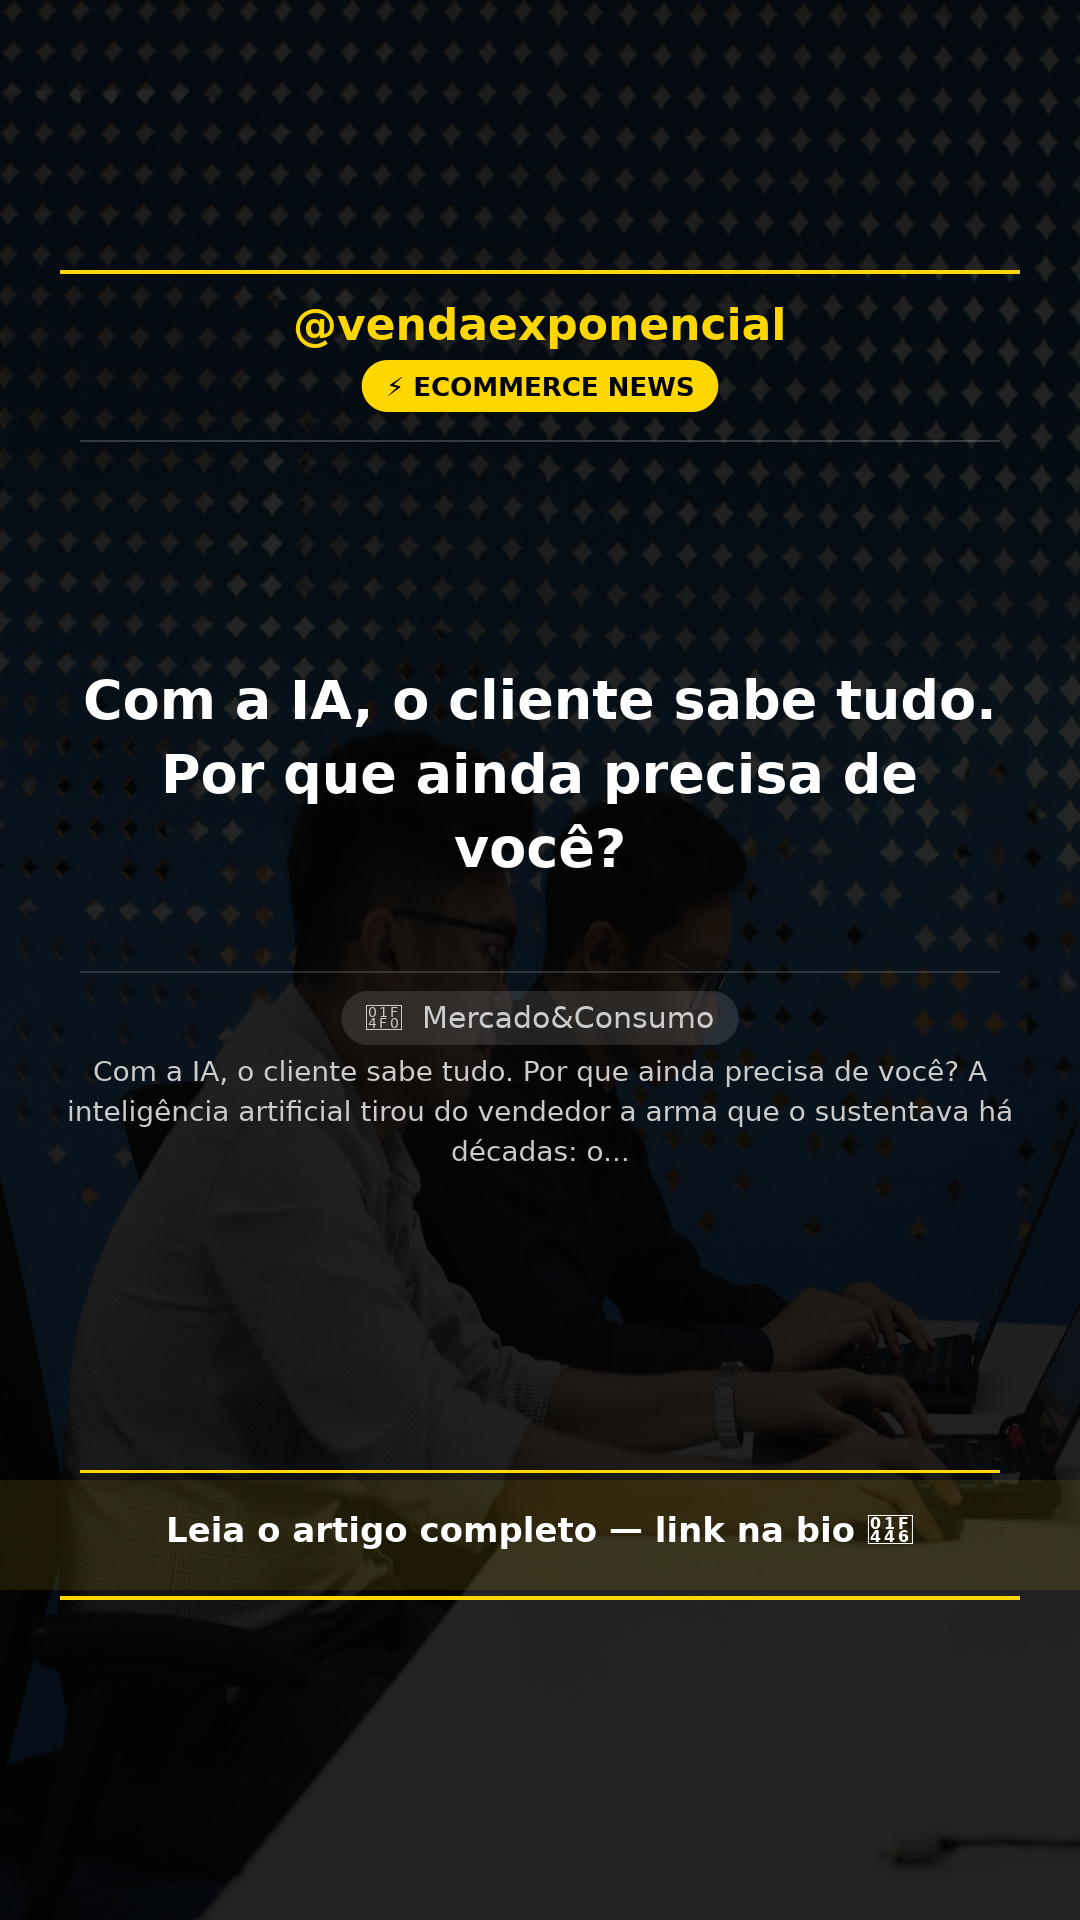 @vendaexponencial
⚡ ECOMMERCE NEWS
Com a IA, o cliente sabe tudo.
Por que ainda precisa de
você?
Mercado&Consumo
Com a IA, o cliente sabe tudo. Por que ainda precisa de você? A
inteligência artificial tirou do vendedor a arma que o sustentava há
décadas: o...
Leia o artigo completo — link na bio